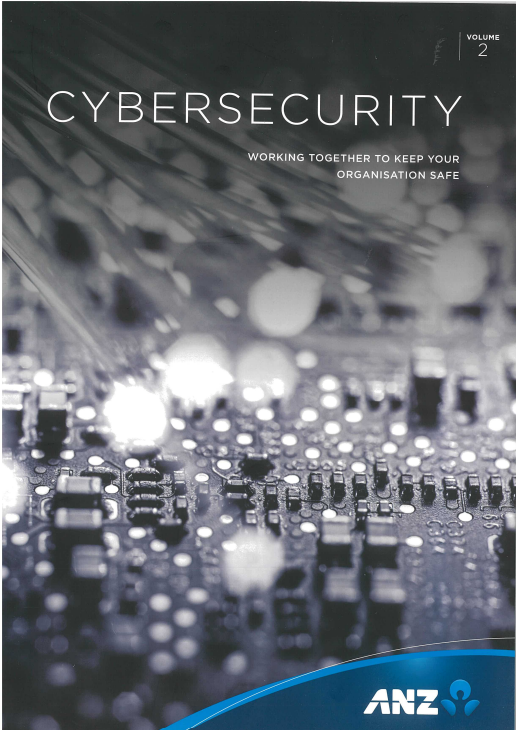 VOLUME
2
CYBERSECURITY
WORKING TOGETHER TO KEEP YOUR
ORGANISATION SAFE
ANZ